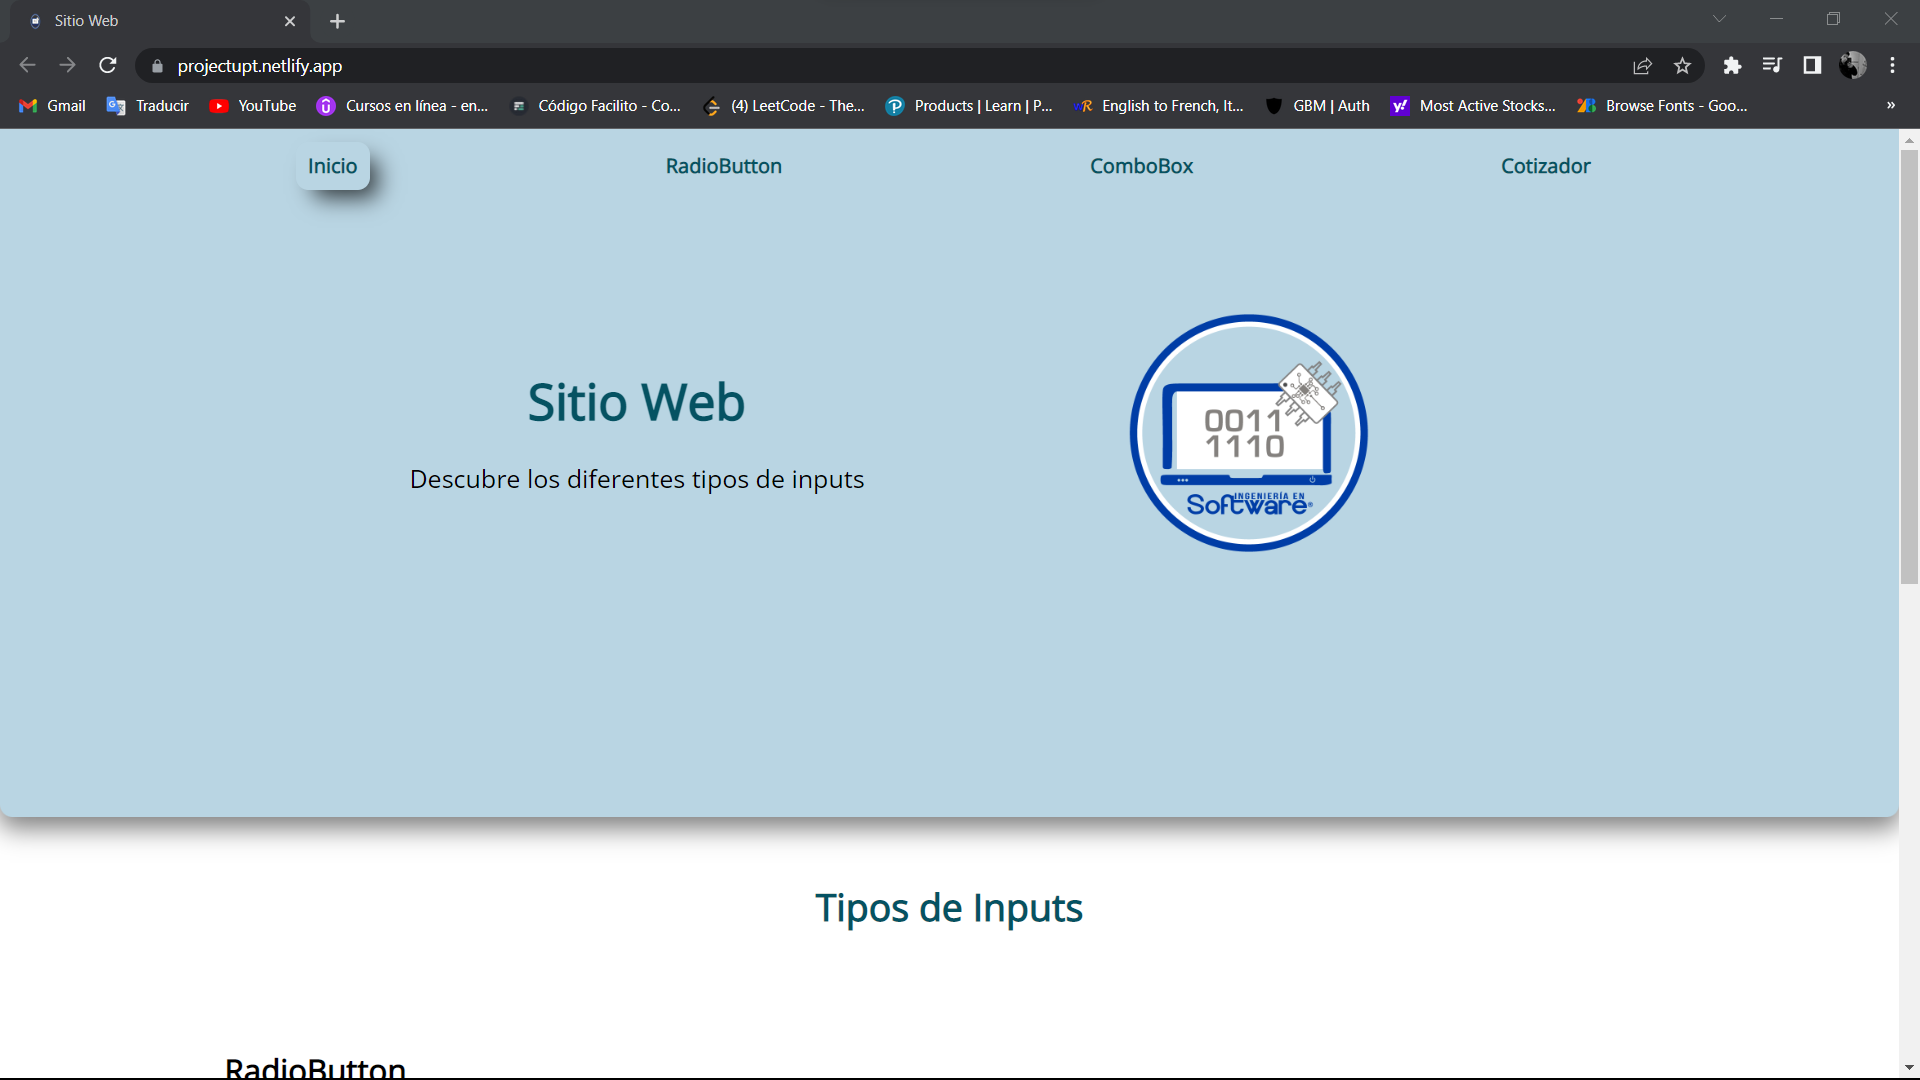 Sitio Web
projectupt.netlify.app
Gmail Traducir YouTube Cursos en línea - en... Código Facilito - Co... (4) LeetCode - The... Products | Learn | P... English to French, It... GBM | Auth Most Active Stocks... Browse Fonts - Goo... »
Inicio RadioButton ComboBox Cotizador
Sitio Web
Descubre los diferentes tipos de inputs
0011
1110
INGENIERÍA EN
Software®
Tipos de Inputs
RadioButton